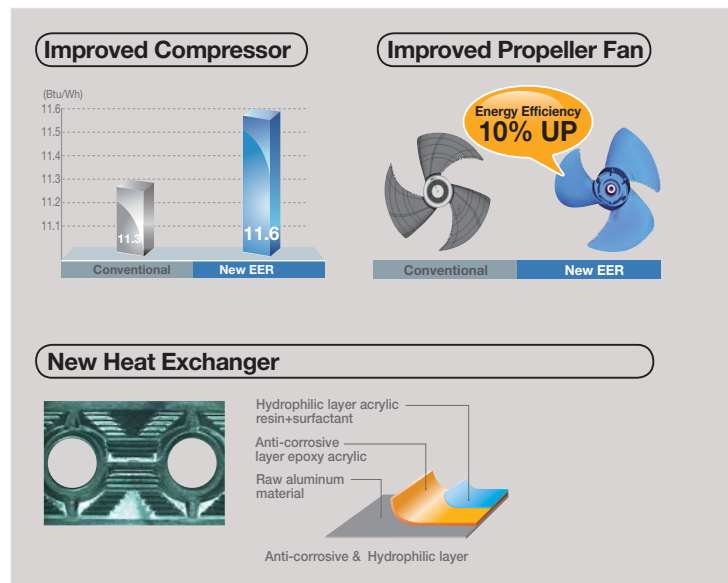 Improved Compressor
(Btu/Wh)
11.6
11.5
11.4
11.3
11.2
11.1
11.3
11.6
Conventional
New EER
Improved Propeller Fan
Energy Efficiency
10% UP
Conventional
New EER
New Heat Exchanger
Hydrophilic layer acrylic
resin+surfactant
Anti-corrosive
layer epoxy acrylic
Raw aluminum
material
Anti-corrosive & Hydrophilic layer